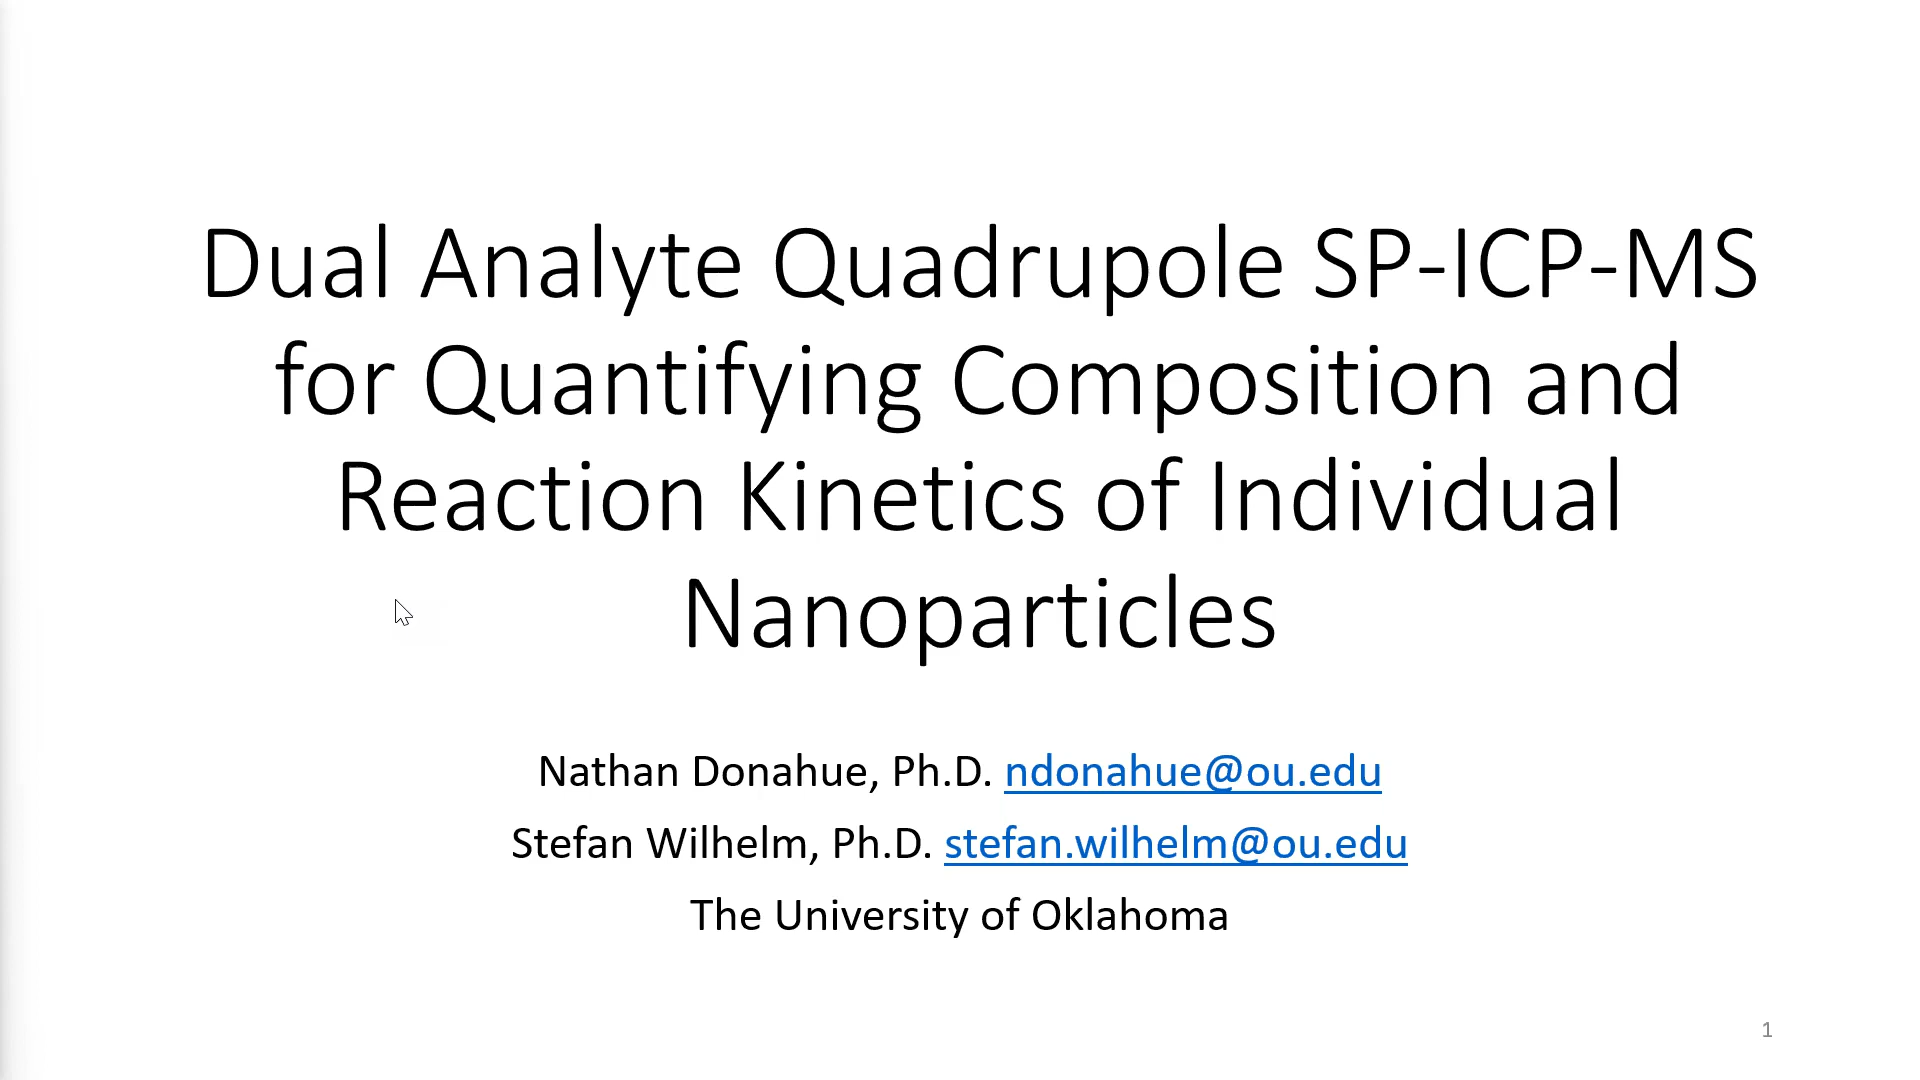 Dual Analyte Quadrupole SP-ICP-MS
for Quantifying Composition and
Reaction Kinetics of Individual
Nanoparticles
Nathan Donahue, Ph.D. ndonahue@ou.edu
Stefan Wilhelm, Ph.D. stefan.wilhelm@ou.edu
The University of Oklahoma
1